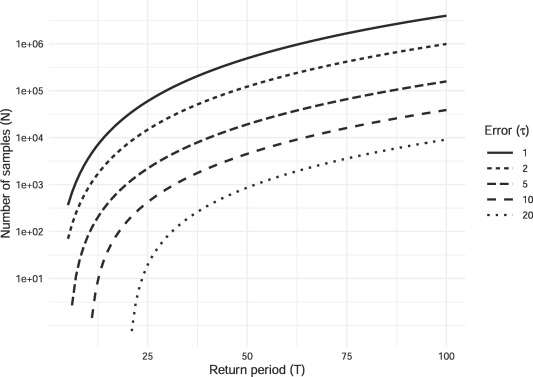 1e+06
1e+05
1e+04
1e+03
1e+02
1e+01
Number of samples (N)
25
50
75
100
Return period (T)
Error (τ)
1
2
5
10
20